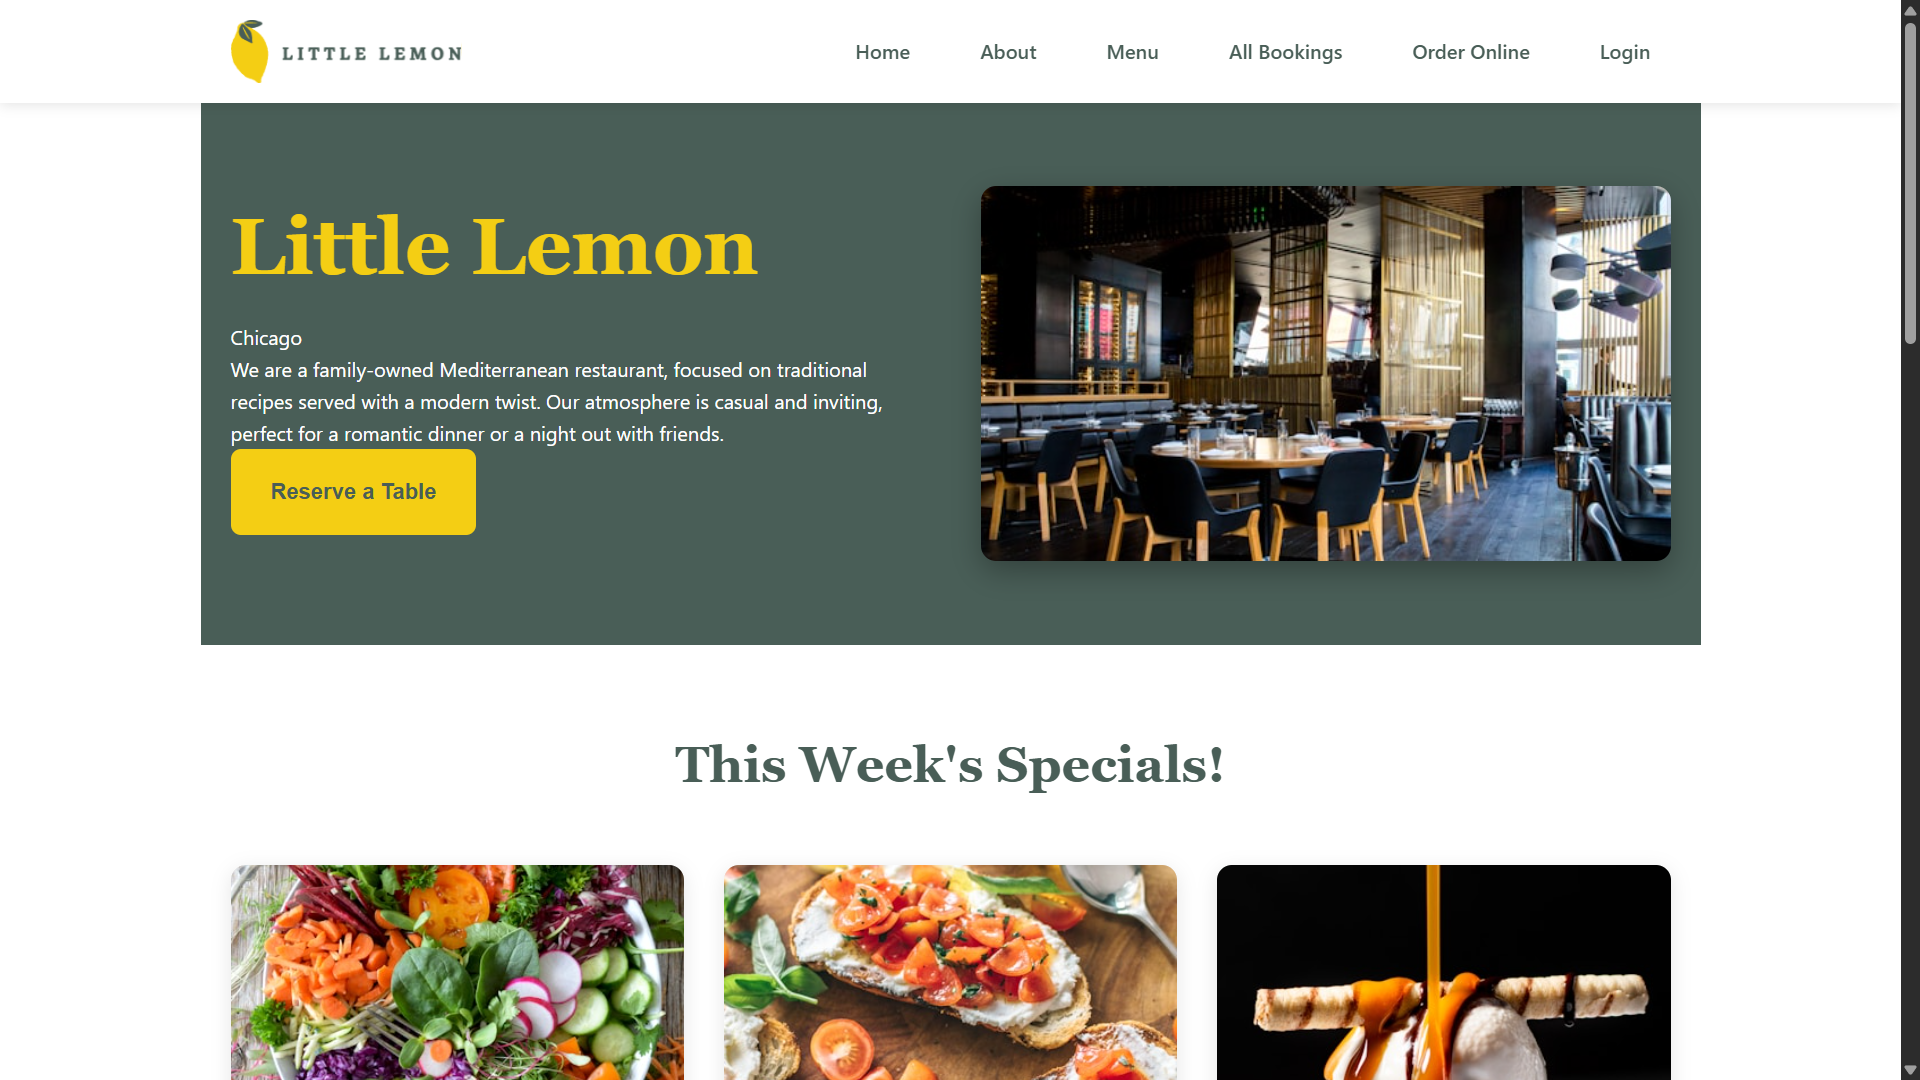 LITTLE LEMON
Home
About
Menu
All Bookings
Order Online
Login
Little Lemon
Chicago
We are a family-owned Mediterranean restaurant, focused on traditional
recipes served with a modern twist. Our atmosphere is casual and inviting,
perfect for a romantic dinner or a night out with friends.
Reserve a Table
This Week's Specials!